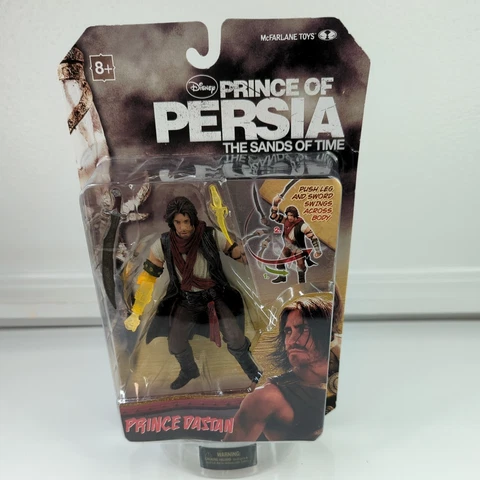 McFARLANE TOYS
8+
Disney
PRINCE OF
PERSIA
THE SANDS OF TIME
PUSH LEG
AND SWORD
SWINGS
ACROSS
BODY
2.
PRINCE DASTAN